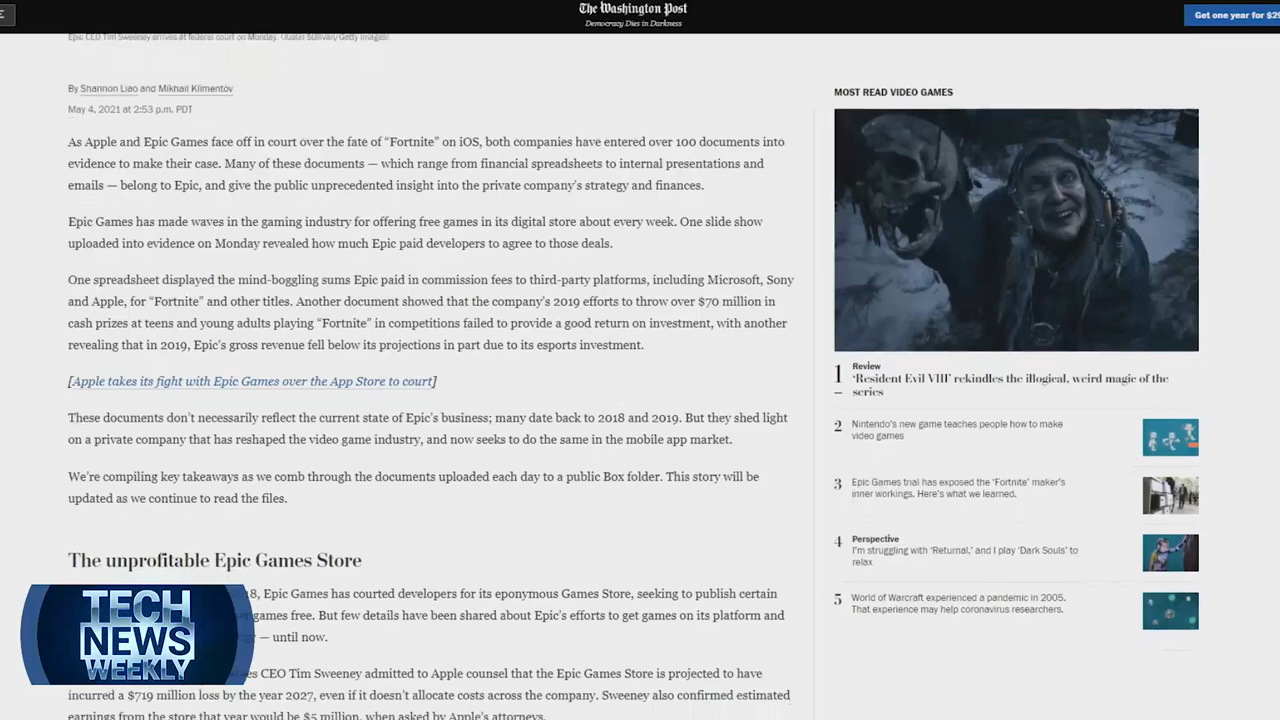 The Washington Post
Democracy Dies in Darkness
Get one year for $29
Epic CEO Tim Sweeney arrives at federal court on Monday. (Justin Sullivan/Getty Images)
By Shannon Liao and Mikhail Klimentov
May 4, 2021 at 2:53 p.m. PDT
As Apple and Epic Games face off in court over the fate of “Fortnite” on iOS, both companies have entered over 100 documents into
evidence to make their case. Many of these documents — which range from financial spreadsheets to internal presentations and
emails — belong to Epic, and give the public unprecedented insight into the private company’s strategy and finances.
Epic Games has made waves in the gaming industry for offering free games in its digital store about every week. One slide show
uploaded into evidence on Monday revealed how much Epic paid developers to agree to those deals.
One spreadsheet displayed the mind-boggling sums Epic paid in commission fees to third-party platforms, including Microsoft, Sony
and Apple, for “Fortnite” and other titles. Another document showed that the company’s 2019 efforts to throw over $70 million in
cash prizes at teens and young adults playing “Fortnite” in competitions failed to provide a good return on investment, with another
revealing that in 2019, Epic’s gross revenue fell below its projections in part due to its esports investment.
[Apple takes its fight with Epic Games over the App Store to court]
These documents don’t necessarily reflect the current state of Epic’s business; many date back to 2018 and 2019. But they shed light
on a private company that has reshaped the video game industry, and now seeks to do the same in the mobile app market.
We’re compiling key takeaways as we comb through the documents uploaded each day to a public Box folder. This story will be
updated as we continue to read the files.
The unprofitable Epic Games Store
18, Epic Games has courted developers for its eponymous Games Store, seeking to publish certain
games free. But few details have been shared about Epic’s efforts to get games on its platform and
— until now.
CEO Tim Sweeney admitted to Apple counsel that the Epic Games Store is projected to have
incurred a $719 million loss by the year 2027, even if it doesn’t allocate costs across the company. Sweeney also confirmed estimated
earnings from the store that year would be $5 million, when asked by Apple’s attorneys.
TECH
NEWS
WEEKLY
MOST READ VIDEO GAMES
1 Review
‘Resident Evil VIII’ rekindles the illogical, weird magic of the
series
2 Nintendo’s new game teaches people how to make
video games
3 Epic Games trial has exposed the ‘Fortnite’ maker’s
inner workings. Here’s what we learned.
4 Perspective
I’m struggling with ‘Returnal,’ and I play ‘Dark Souls’ to
relax
5 World of Warcraft experienced a pandemic in 2005.
That experience may help coronavirus researchers.